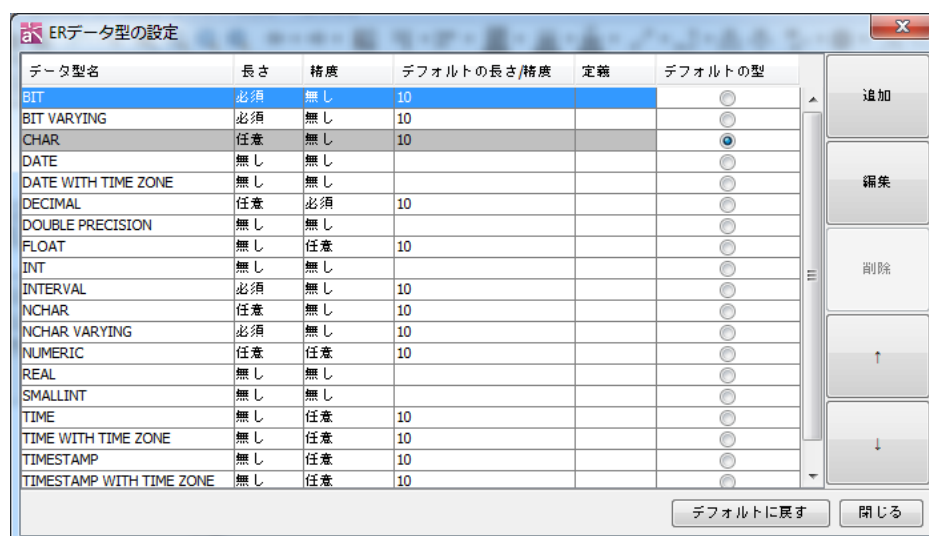 ERデータ型の設定
データ型名 長さ 精度 デフォルトの長さ/精度 定義 デフォルトの型
BIT 必須 無し 10
BIT VARYING 必須 無し 10
CHAR 任意 無し 10
DATE 無し 無し
DATE WITH TIME ZONE 無し 無し
DECIMAL 任意 必須 10
DOUBLE PRECISION 無し 無し
FLOAT 無し 任意 10
INT 無し 無し
INTERVAL 必須 無し 10
NCHAR 任意 無し 10
NCHAR VARYING 必須 無し 10
NUMERIC 任意 任意 10
REAL 無し 無し
SMALLINT 無し 無し
TIME 無し 任意 10
TIME WITH TIME ZONE 無し 任意 10
TIMESTAMP 無し 任意 10
TIMESTAMP WITH TIME ZONE 無し 任意 10
追加
編集
削除
↑
↓
デフォルトに戻す 閉じる